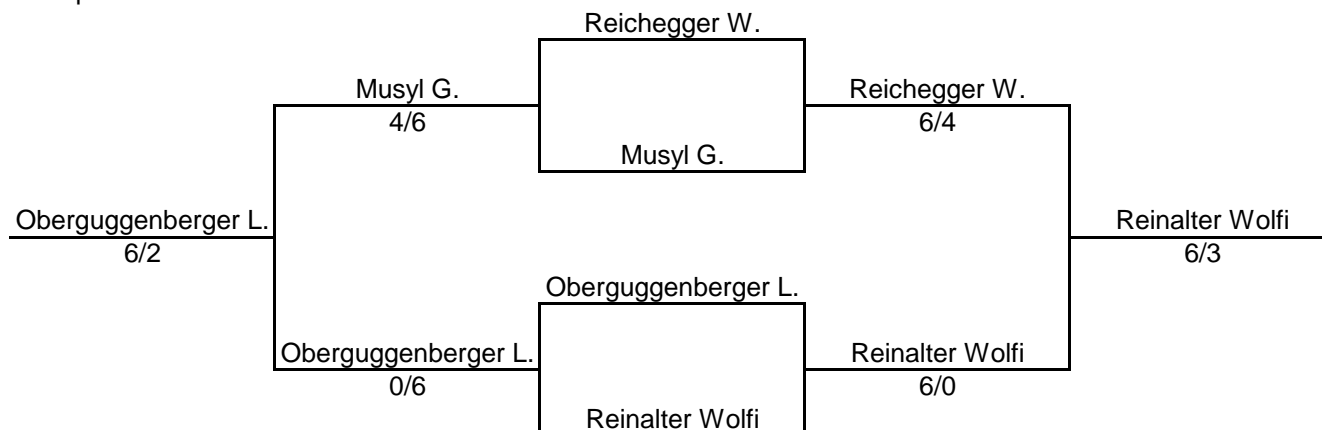 Reichegger W.
Musyl G.
Reichegger W.
4/6
6/4
Musyl G.
Oberguggenberger L.
Reinalter Wolfi
6/2
6/3
Oberguggenberger L.
Oberguggenberger L.
Reinalter Wolfi
0/6
6/0
Reinalter Wolfi